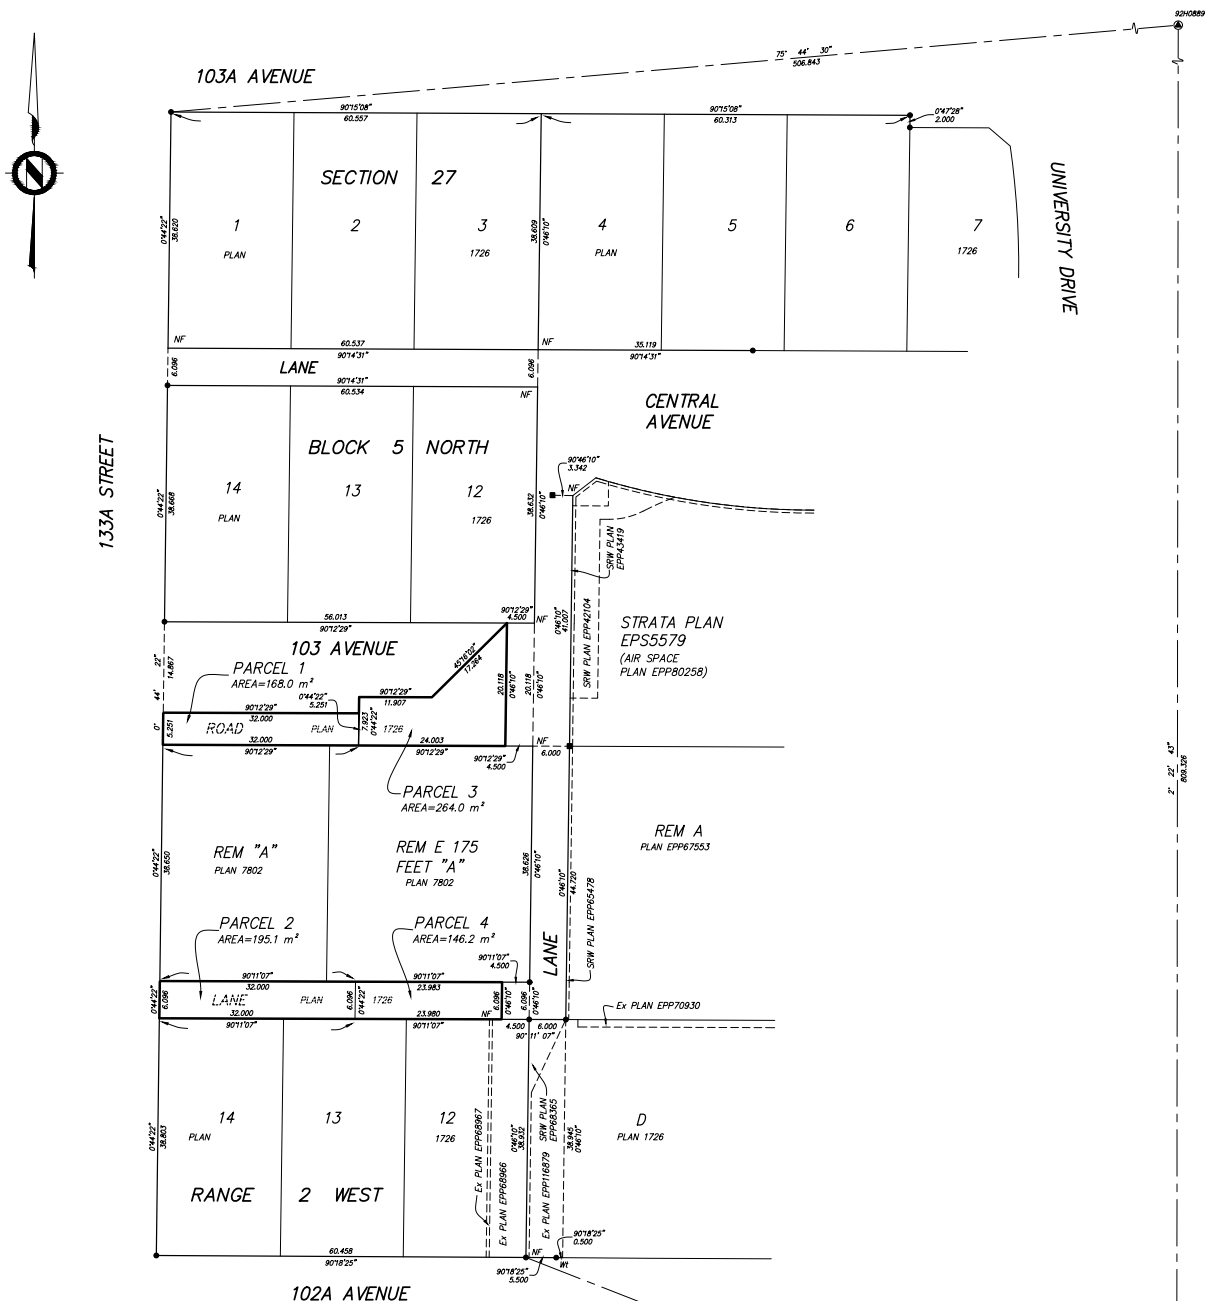 92H0889
75° 44' 30"
506.843
103A AVENUE
90°15'08"
60.557
90°15'08"
60.313
0°47'28"
2.000
SECTION 27
UNIVERSITY DRIVE
0°44'22"
38.620
1
PLAN
2
3
1726
38.609
0°46'10"
4
PLAN
5
6
7
1726
NF
60.537
90°14'31"
NF
35.119
90°14'31"
6.096
LANE
6.096
90°14'31"
60.534
NF
CENTRAL
AVENUE
133A STREET
BLOCK 5 NORTH
90°46'10"
3.342
NF
0°44'22"
38.668
14
PLAN
13
12
1726
38.632
0°46'10"
SRW PLAN
EPP43419
SRW PLAN EPP42104
0°46'10"
41.007
STRATA PLAN
EPS5579
(AIR SPACE
PLAN EPP80258)
56.013
90°12'29"
90°12'29"
4.500
NF
103 AVENUE
45°16'02"
17.264
0° 44' 22"
14.867
PARCEL 1
AREA=168.0 m²
0°44'22"
5.251
90°12'29"
11.907
20.118
0°46'10"
20.118
0°46'10"
90°12'29"
32.000
5.251
ROAD PLAN 1726
7.923
0°44'22"
32.000
90°12'29"
24.003
90°12'29"
90°12'29"
4.500
NF
6.000
2° 22' 43"
809.326
PARCEL 3
AREA=264.0 m²
0°44'22"
38.650
REM "A"
PLAN 7802
REM E 175
FEET "A"
PLAN 7802
38.626
0°46'10"
REM A
PLAN EPP67553
0°46'10"
44.720
SRW PLAN EPP65478
LANE
PARCEL 2
AREA=195.1 m²
PARCEL 4
AREA=146.2 m²
90°11'07"
32.000
90°11'07"
23.983
90°11'07"
4.500
0°44'22"
6.096
LANE PLAN 1726
6.096
0°44'22"
6.096
0°46'10"
6.096
0°46'10"
32.000
90°11'07"
23.980
90°11'07"
NF
4.500 6.000
90° 11' 07"
Ex PLAN EPP70930
0°44'22"
38.803
14
PLAN
13
12
1726
Ex PLAN EPP68967
Ex PLAN EPP68966
0°46'10"
38.932
SRW PLAN
EPP68365
Ex PLAN EPP116879
38.945
0°46'10"
D
PLAN 1726
RANGE 2 WEST
60.458
90°18'25"
NF
90°18'25"
5.500
90°18'25"
0.500
Wt
102A AVENUE